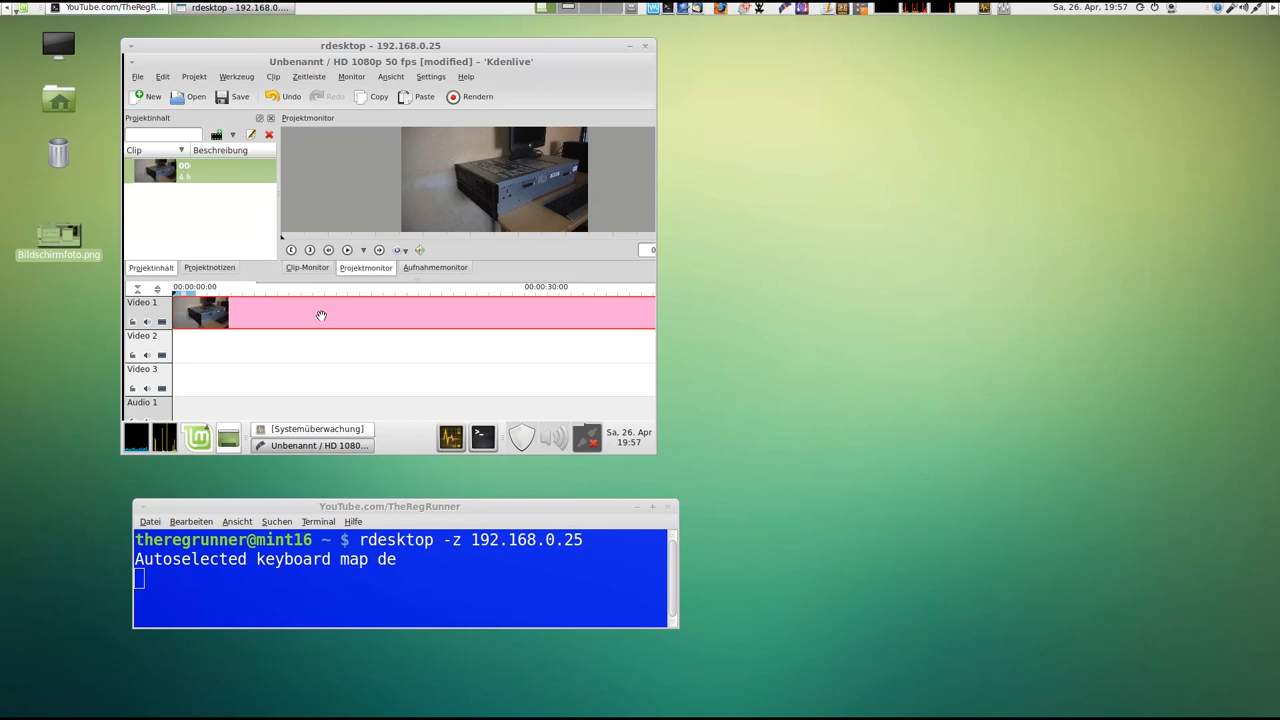 YouTube.com/TheRegR...
rdesktop - 192.168.0....
Sa, 26. Apr, 19:57
rdesktop - 192.168.0.25
Unbenannt / HD 1080p 50 fps [modified] – 'Kdenlive'
File Edit Projekt Werkzeug Clip Zeitleiste Monitor Ansicht Settings Help
New Open Save Undo Redo Copy Paste Rendern
Projektinhalt
Projektmonitor
Clip Beschreibung
00
Projektinhalt Projektnotizen Clip-Monitor Projektmonitor Aufnahmemonitor
00:00:00:00 00:00:30:00
Video 1
Video 2
Video 3
Audio 1
[Systemüberwachung]
Unbenannt / HD 1080...
Sa, 26. Apr
19:57
Bildschirmfoto.png
YouTube.com/TheRegRunner
Datei Bearbeiten Ansicht Suchen Terminal Hilfe
theregrunner@mint16 ~ $ rdesktop -z 192.168.0.25
Autoselected keyboard map de